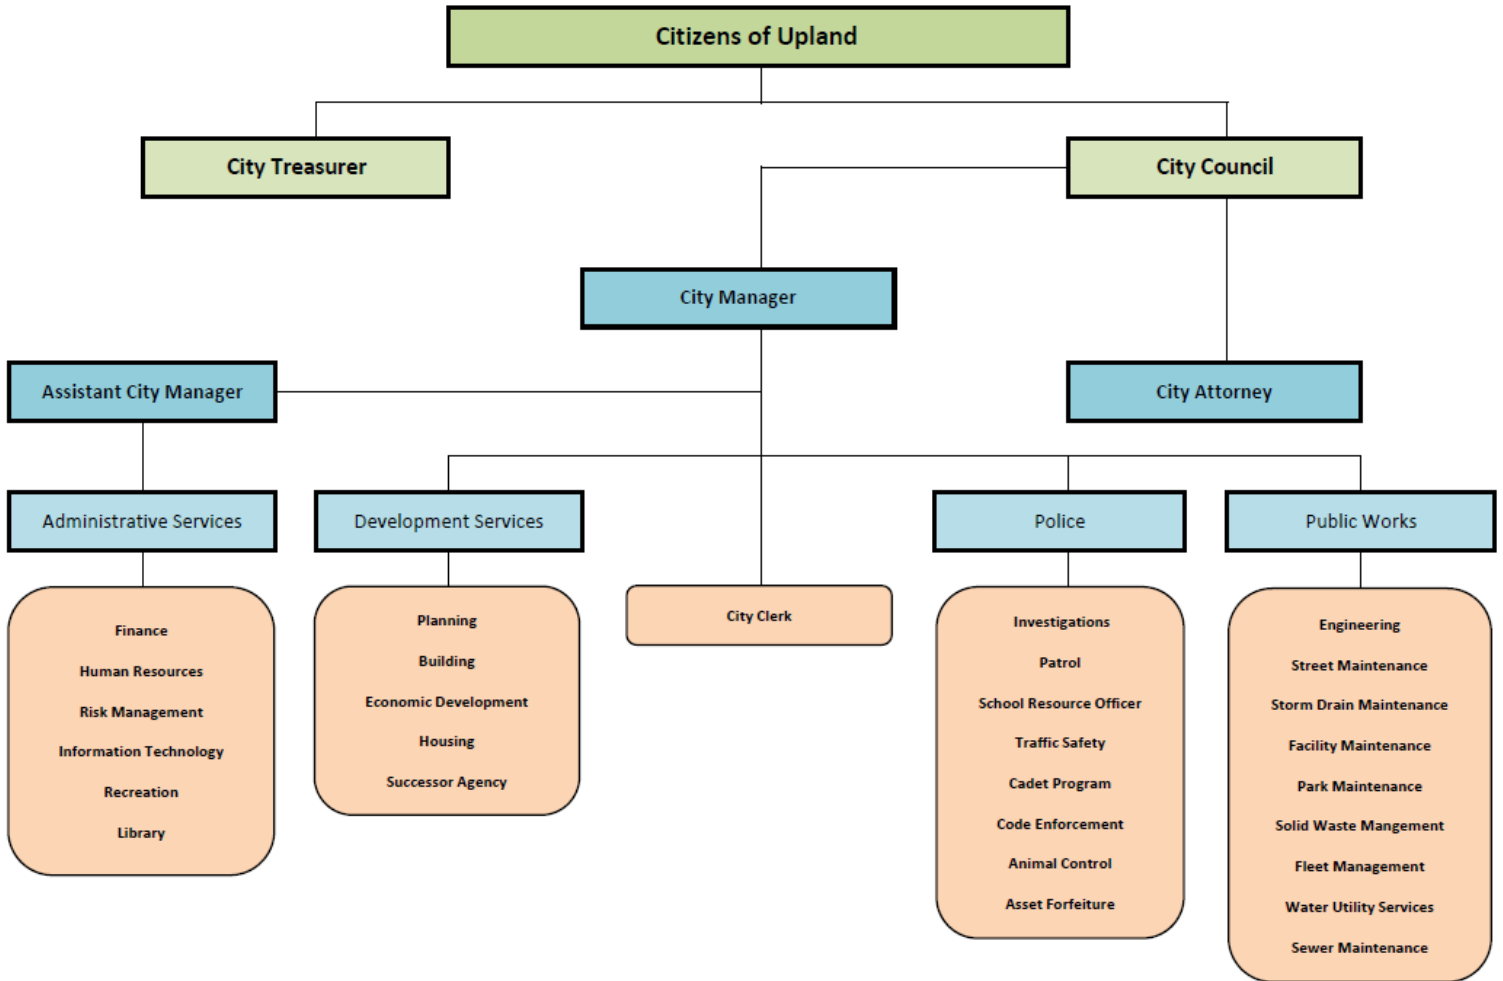 Citizens of Upland
City Treasurer
City Council
City Manager
Assistant City Manager
City Attorney
Administrative Services
Development Services
Police
Public Works
Finance
Human Resources
Risk Management
Information Technology
Recreation
Library
Planning
Building
Economic Development
Housing
Successor Agency
City Clerk
Investigations
Patrol
School Resource Officer
Traffic Safety
Cadet Program
Code Enforcement
Animal Control
Asset Forfeiture
Engineering
Street Maintenance
Storm Drain Maintenance
Facility Maintenance
Park Maintenance
Solid Waste Mangement
Fleet Management
Water Utility Services
Sewer Maintenance